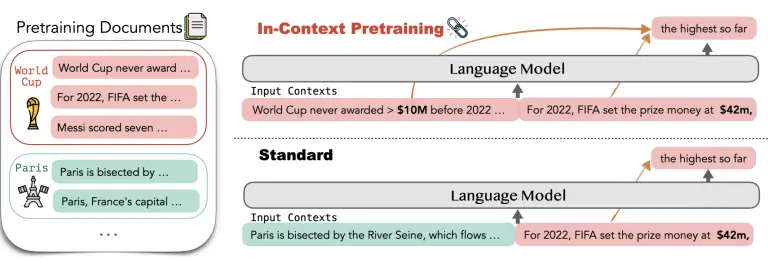 Pretraining Documents
World
Cup
World Cup never award ...
For 2022, FIFA set the ...
Messi scored seven ...
Paris
Paris is bisected by ...
Paris, France's capital ...
...
In-Context Pretraining
the highest so far
Language Model
Input Contexts
World Cup never awarded > $10M before 2022 ...
For 2022, FIFA set the prize money at $42m,
Standard
the highest so far
Language Model
Input Contexts
Paris is bisected by the River Seine, which flows ...
For 2022, FIFA set the prize money at $42m,